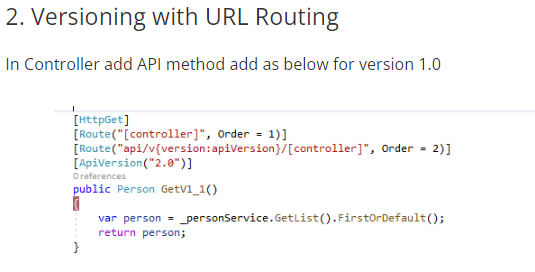 2. Versioning with URL Routing
In Controller add API method add as below for version 1.0
[HttpGet]
[Route("[controller]", Order = 1)]
[Route("api/v{version:apiVersion}/[controller]", Order = 2)]
[ApiVersion("2.0")]
0 references
public Person GetV1_1()
{
var person = _personService.GetList().FirstOrDefault();
return person;
}